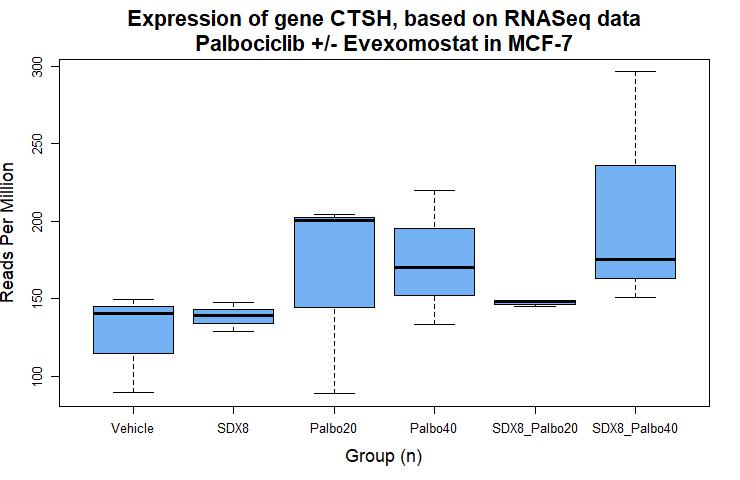 Expression of gene CTSH, based on RNASeq data
Palbociclib +/- Evexomostat in MCF-7
Reads Per Million
300
250
200
150
100
Vehicle SDX8 Palbo20 Palbo40 SDX8_Palbo20 SDX8_Palbo40
Group (n)